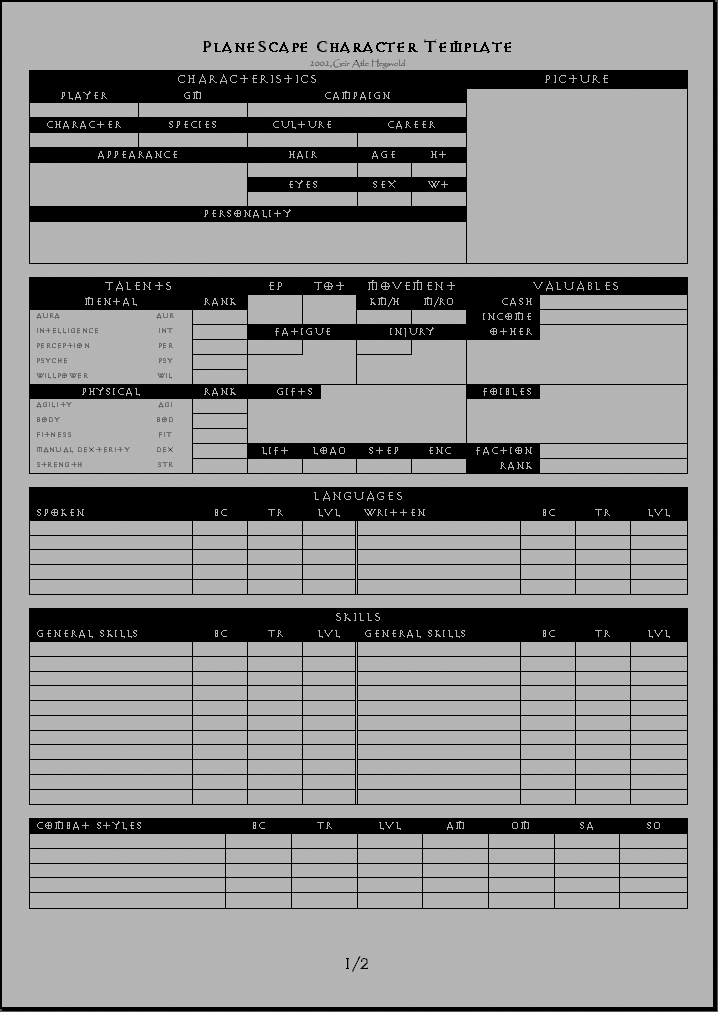 PLANESCAPE CHARACTER TEMPLATE
2002, Geir Atle Hegsvold
CHARACTERISTICS PICTURE
PLAYER GM CAMPAIGN
CHARACTER SPECIES CULTURE CAREER
APPEARANCE HAIR AGE HT
EYES SEX WT
PERSONALITY
TALENTS EP TOT MOVEMENT VALUABLES
MENTAL RANK KM/H M/RO CASH
AURA AUR INCOME
INTELLIGENCE INT FATIGUE INJURY OTHER
PERCEPTION PER
PSYCHE PSY
WILLPOWER WIL
PHYSICAL RANK GIFTS FOIBLES
AGILITY AGI
BODY BOD
FITNESS FIT
MANUAL DEXTERITY DEX LIFT LOAD STEP ENC FACTION
STRENGTH STR RANK
LANGUAGES
SPOKEN BC TR LVL WRITTEN BC TR LVL
SKILLS
GENERAL SKILLS BC TR LVL GENERAL SKILLS BC TR LVL
COMBAT STYLES BC TR LVL AM OM SA SO
1/2